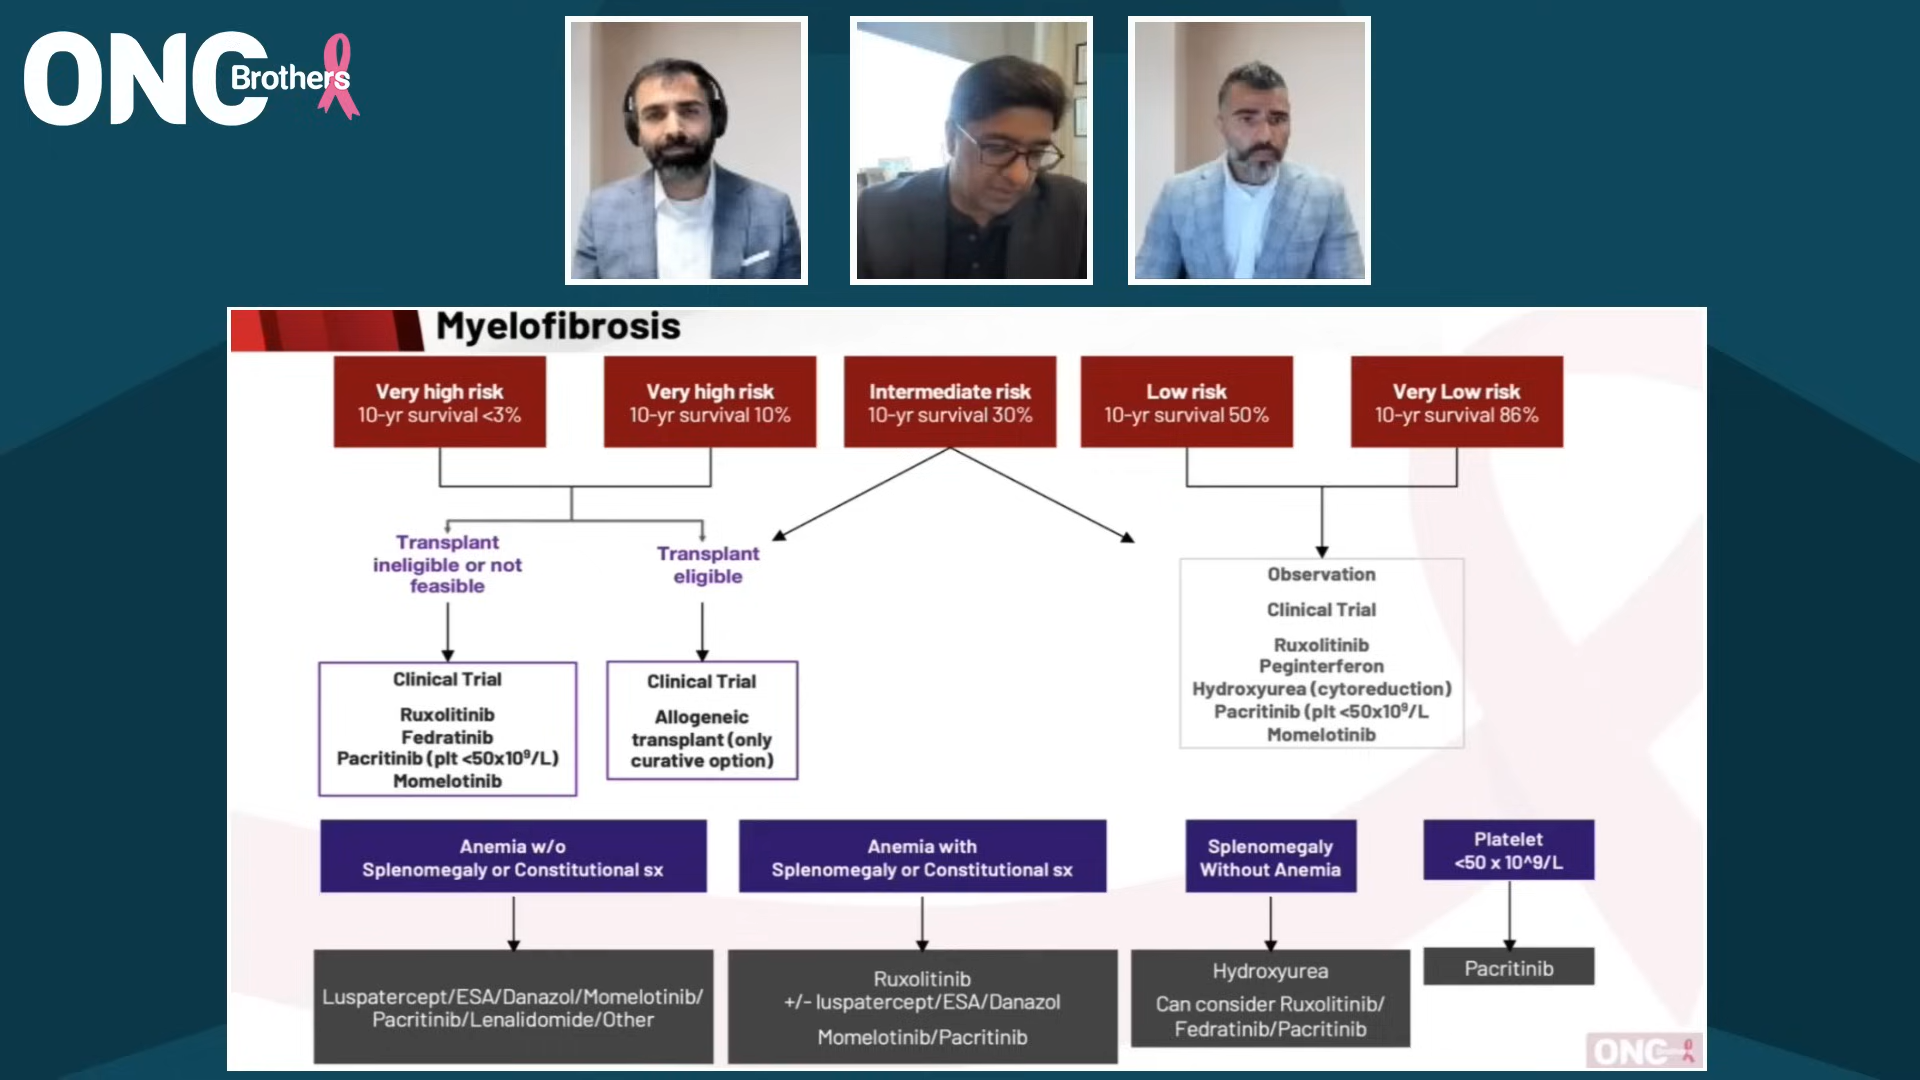 ONC
Brothers
Myelofibrosis
Very high risk
10-yr survival <3%
Very high risk
10-yr survival 10%
Intermediate risk
10-yr survival 30%
Low risk
10-yr survival 50%
Very Low risk
10-yr survival 86%
Transplant
ineligible or not
feasible
Transplant
eligible
Clinical Trial
Ruxolitinib
Fedratinib
Pacritinib (plt <50x10⁹/L)
Momelotinib
Clinical Trial
Allogeneic
transplant (only
curative option)
Observation
Clinical Trial
Ruxolitinib
Peginterferon
Hydroxyurea (cytoreduction)
Pacritinib (plt <50x10⁹/L
Momelotinib
Anemia w/o
Splenomegaly or Constitutional sx
Anemia with
Splenomegaly or Constitutional sx
Splenomegaly
Without Anemia
Platelet
<50 x 10^9/L
Luspatercept/ESA/Danazol/Momelotinib/
Pacritinib/Lenalidomide/Other
Ruxolitinib
+/- luspatercept/ESA/Danazol
Momelotinib/Pacritinib
Hydroxyurea
Can consider Ruxolitinib/
Fedratinib/Pacritinib
Pacritinib
ONC
Brothers